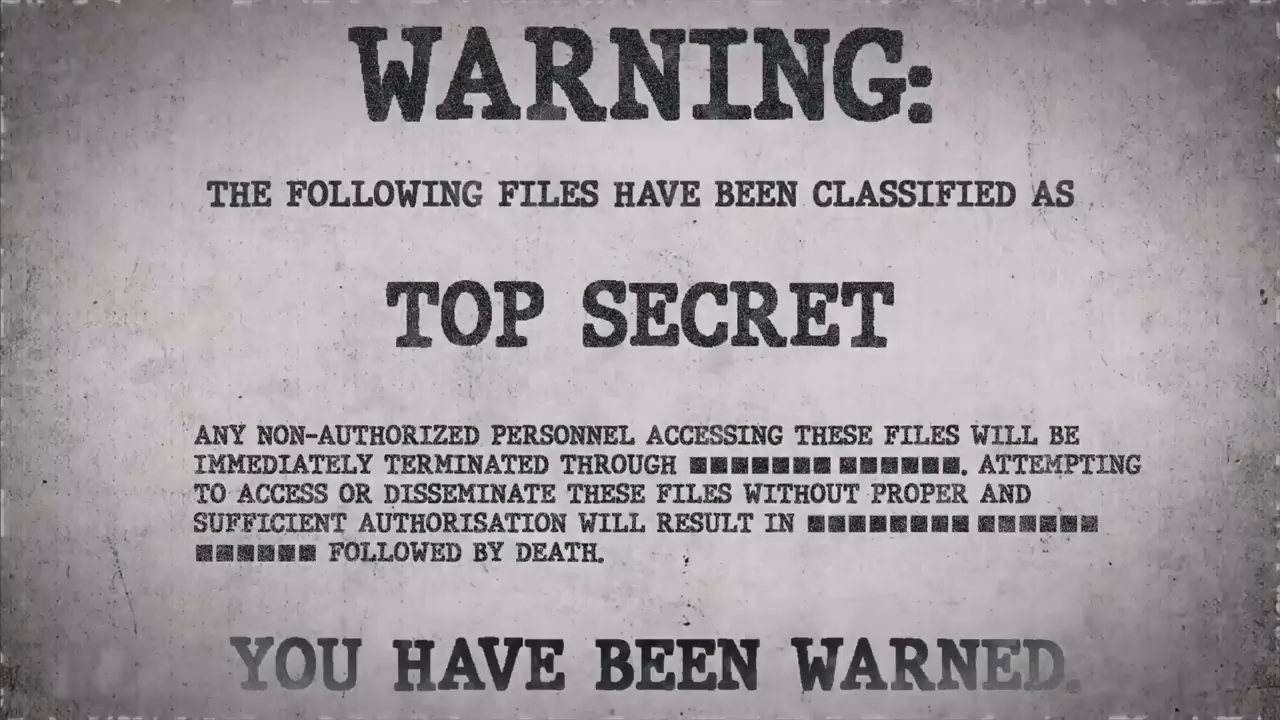 WARNING:
THE FOLLOWING FILES HAVE BEEN CLASSIFIED AS
TOP SECRET
ANY NON-AUTHORIZED PERSONNEL ACCESSING THESE FILES WILL BE
IMMEDIATELY TERMINATED THROUGH ■■■■■■■ ■■■■■■. ATTEMPTING
TO ACCESS OR DISSEMINATE THESE FILES WITHOUT PROPER AND
SUFFICIENT AUTHORISATION WILL RESULT IN ■■■■■■■■ ■■■■■■
■■■■■■ FOLLOWED BY DEATH.
YOU HAVE BEEN WARNED.